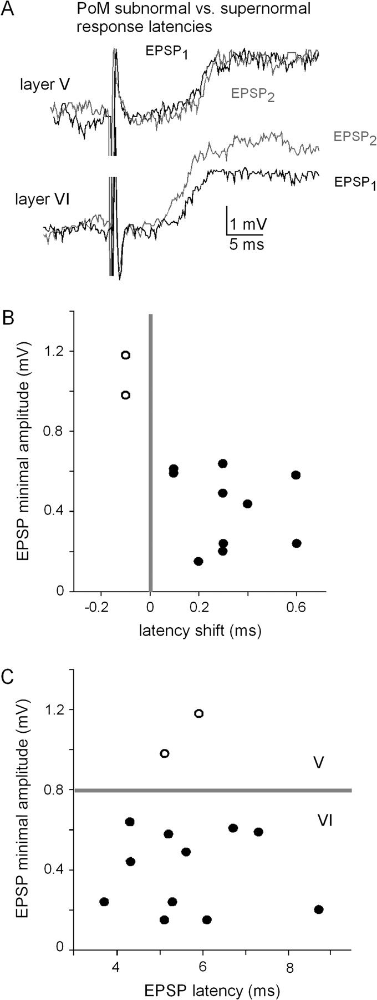 A
PoM subnormal vs. supernormal
response latencies
EPSP1
layer V
EPSP2
EPSP2
EPSP1
layer VI
1 mV
5 ms
B
EPSP minimal amplitude (mV)
1.2
0.8
0.4
0
-0.2 0 0.2 0.6
latency shift (ms)
C
EPSP minimal amplitude (mV)
1.2
V
0.8
VI
0.4
0
4 6 8
EPSP latency (ms)